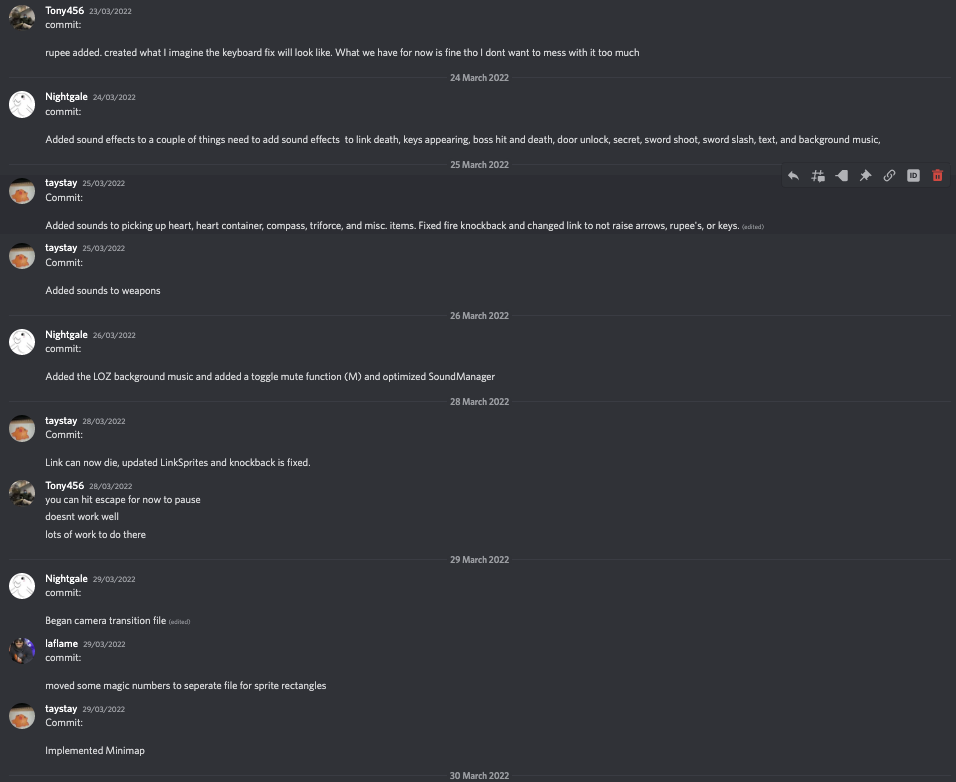 Tony456 23/03/2022
commit:
rupee added. created what I imagine the keyboard fix will look like. What we have for now is fine tho I dont want to mess with it too much
24 March 2022
Nightgale 24/03/2022
commit:
Added sound effects to a couple of things need to add sound effects to link death, keys appearing, boss hit and death, door unlock, secret, sword shoot, sword slash, text, and background music,
25 March 2022
taystay 25/03/2022
Commit:
ID
Added sounds to picking up heart, heart container, compass, triforce, and misc. items. Fixed fire knockback and changed link to not raise arrows, rupee's, or keys. (edited)
taystay 25/03/2022
Commit:
Added sounds to weapons
26 March 2022
Nightgale 26/03/2022
commit:
Added the LOZ background music and added a toggle mute function (M) and optimized SoundManager
28 March 2022
taystay 28/03/2022
Commit:
Link can now die, updated LinkSprites and knockback is fixed.
Tony456 28/03/2022
you can hit escape for now to pause
doesnt work well
lots of work to do there
29 March 2022
Nightgale 29/03/2022
commit:
Began camera transition file (edited)
laflame 29/03/2022
commit:
moved some magic numbers to seperate file for sprite rectangles
taystay 29/03/2022
Commit:
Implemented Minimap
30 March 2022